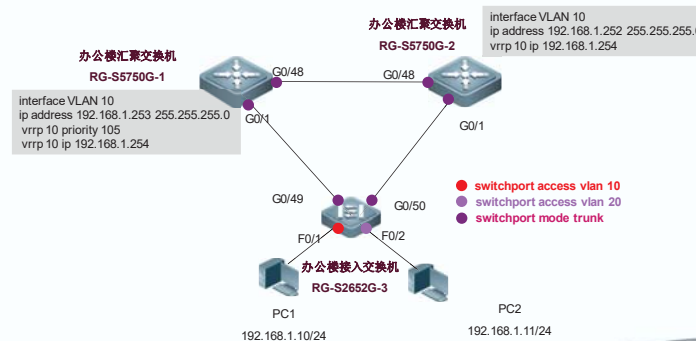 办公楼汇聚交换机
RG-S5750G-1
办公楼汇聚交换机
RG-S5750G-2
interface VLAN 10
ip address 192.168.1.252 255.255.255.
vrrp 10 ip 192.168.1.254
G0/48
G0/48
interface VLAN 10
ip address 192.168.1.253 255.255.255.0
vrrp 10 priority 105
vrrp 10 ip 192.168.1.254
G0/1
G0/1
G0/49
G0/50
switchport access vlan 10
switchport access vlan 20
switchport mode trunk
F0/1
F0/2
办公楼接入交换机
RG-S2652G-3
PC1
192.168.1.10/24
PC2
192.168.1.11/24